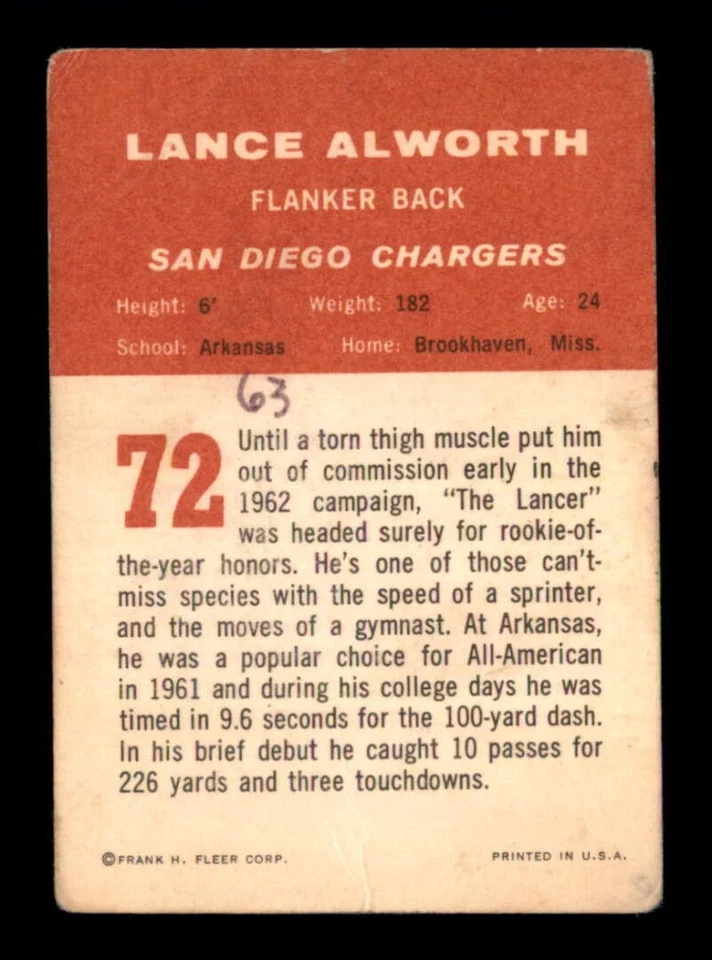 LANCE ALWORTH
FLANKER BACK
SAN DIEGO CHARGERS
Height: 6' Weight: 182 Age: 24
School: Arkansas Home: Brookhaven, Miss.
63
72
Until a torn thigh muscle put him
out of commission early in the
1962 campaign, "The Lancer"
was headed surely for rookie-of-
the-year honors. He's one of those can't-
miss species with the speed of a sprinter,
and the moves of a gymnast. At Arkansas,
he was a popular choice for All-American
in 1961 and during his college days he was
timed in 9.6 seconds for the 100-yard dash.
In his brief debut he caught 10 passes for
226 yards and three touchdowns.
©FRANK H. FLEER CORP. PRINTED IN U.S.A.